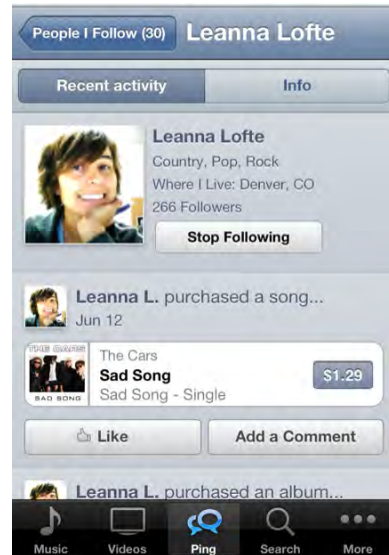 People I Follow (30)
Leanna Lofte
Recent activity
Info
Leanna Lofte
Country, Pop, Rock
Where I Live: Denver, CO
266 Followers
Stop Following
Leanna L. purchased a song...
Jun 12
THE CARS
SAD SONG
The Cars
Sad Song
Sad Song - Single
$1.29
Like
Add a Comment
Leanna L. purchased an album...
Music
Videos
Ping
Search
More